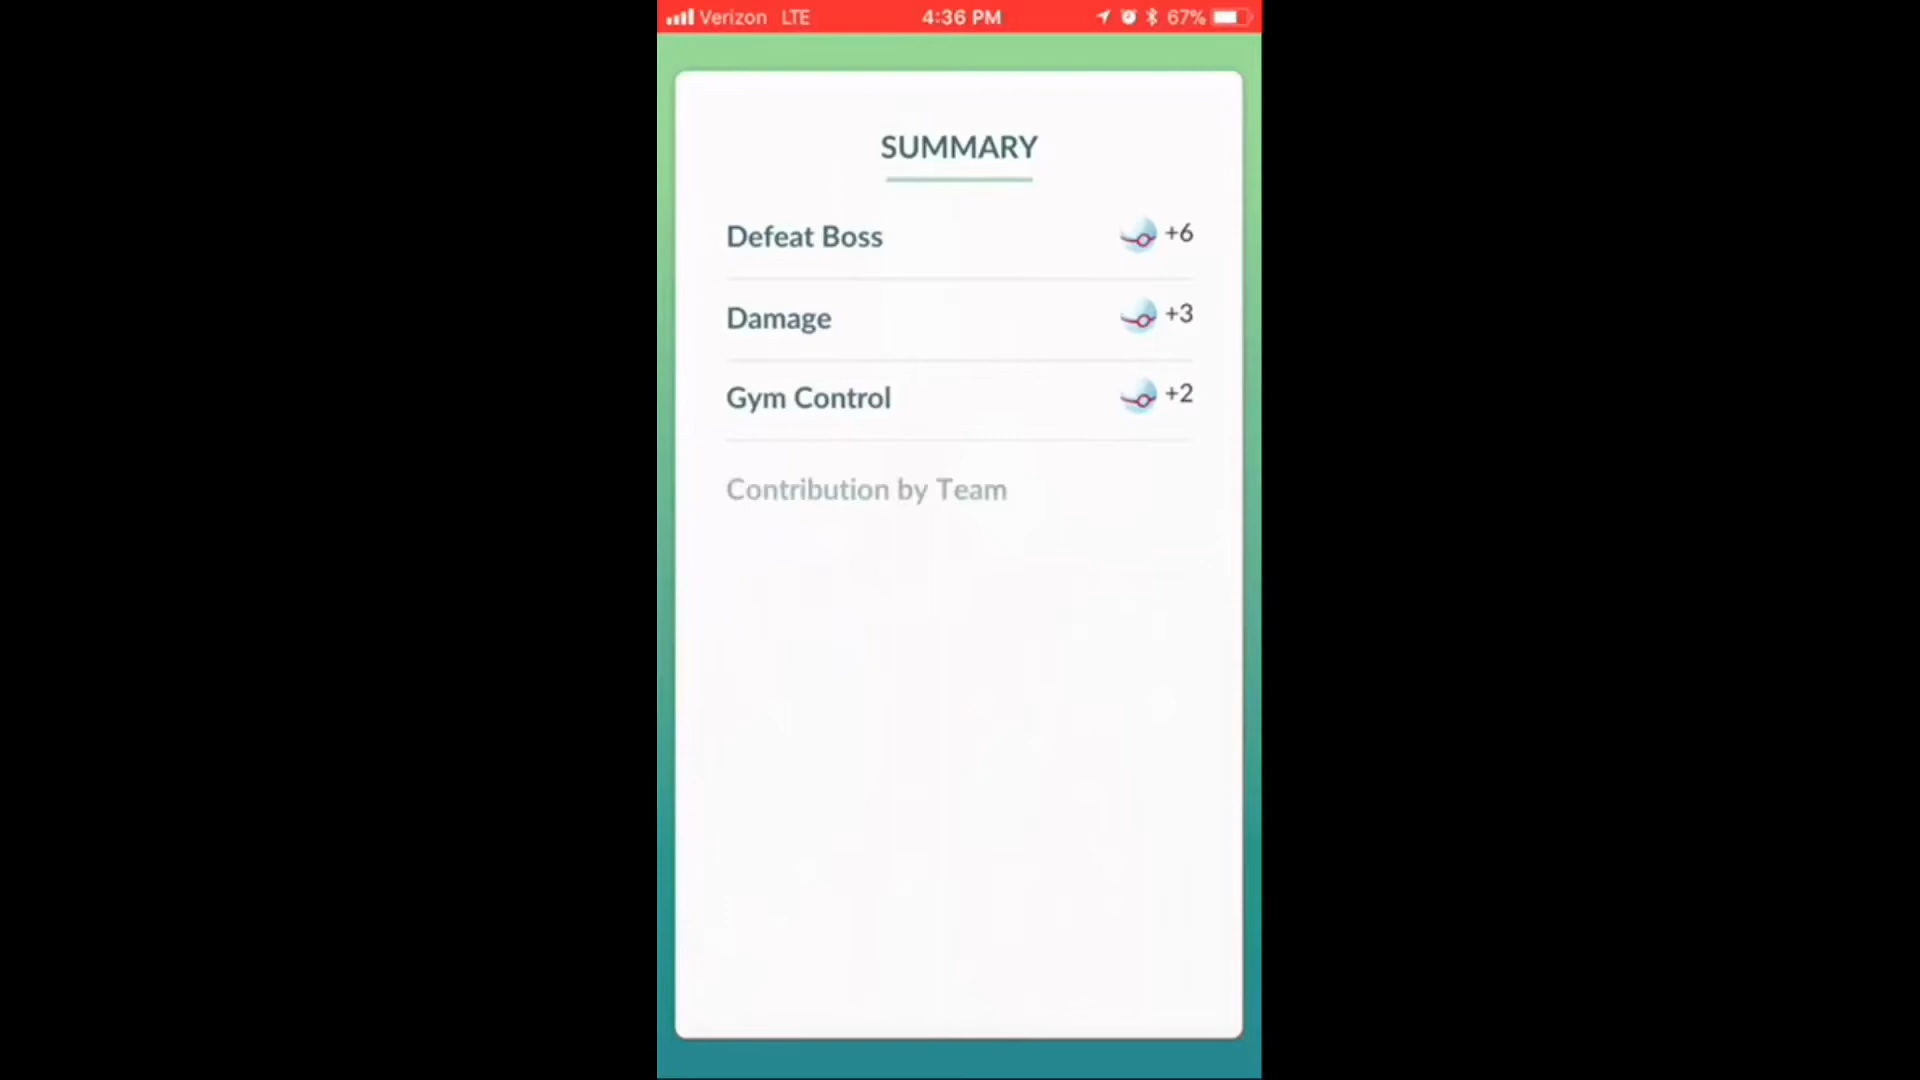 Verizon LTE 4:36 PM 67%
SUMMARY
Defeat Boss +6
Damage +3
Gym Control +2
Contribution by Team